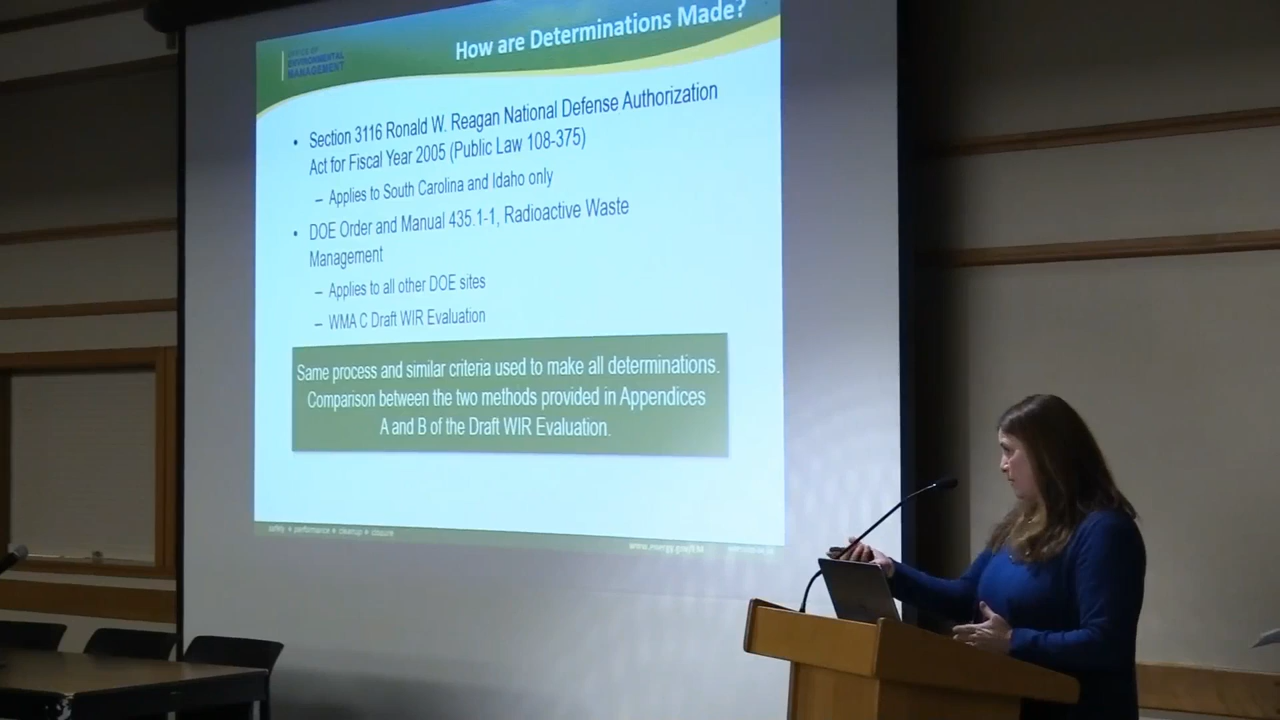 How are Determinations Made?
OFFICE OF
ENVIRONMENTAL
MANAGEMENT
• Section 3116 Ronald W. Reagan National Defense Authorization
Act for Fiscal Year 2005 (Public Law 108-375)
– Applies to South Carolina and Idaho only
• DOE Order and Manual 435.1-1, Radioactive Waste
Management
– Applies to all other DOE sites
– WMA C Draft WIR Evaluation
Same process and similar criteria used to make all determinations.
Comparison between the two methods provided in Appendices
A and B of the Draft WIR Evaluation.
safety ★ performance ★ cleanup ★ closure
www.energy.gov/EM